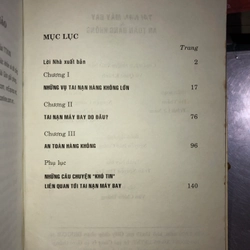 MỤC LỤC
Trang
Lời Nhà xuất bản 2
Chương I
NHỮNG VỤ TAI NẠN HÀNG KHÔNG LỚN 17
Chương II
TAI NẠN MÁY BAY DO ĐÂU? 76
Chương III
AN TOÀN HÀNG KHÔNG 96
Phụ lục
NHỮNG CÂU CHUYỆN "KHÓ TIN"
LIÊN QUAN TỚI TAI NẠN MÁY BAY 140